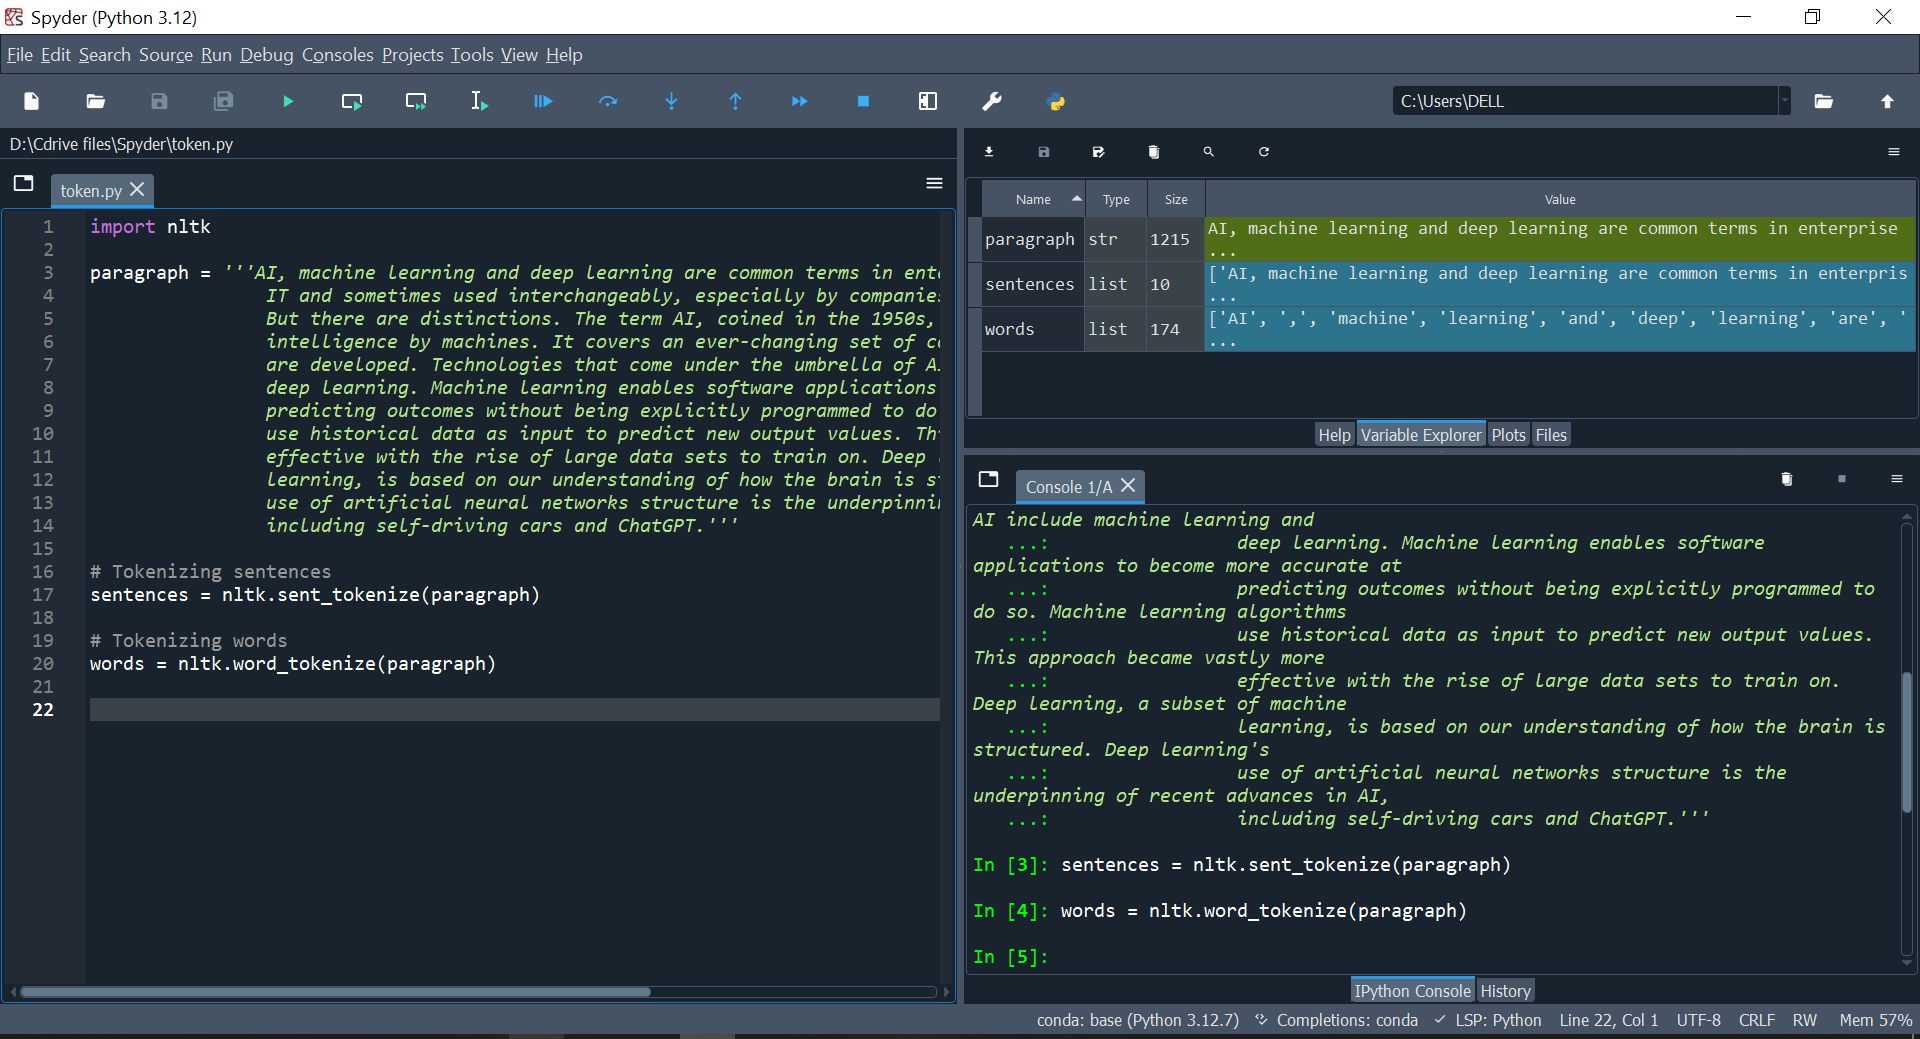 Spyder (Python 3.12)
File Edit Search Source Run Debug Consoles Projects Tools View Help
C:\Users\DELL
D:\Cdrive files\Spyder\token.py
token.py
1 import nltk
2
3 paragraph = '''AI, machine learning and deep learning are common terms in ent
4 IT and sometimes used interchangeably, especially by companie
5 But there are distinctions. The term AI, coined in the 1950s,
6 intelligence by machines. It covers an ever-changing set of c
7 are developed. Technologies that come under the umbrella of A
8 deep learning. Machine learning enables software applications
9 predicting outcomes without being explicitly programmed to do
10 use historical data as input to predict new output values. Th
11 effective with the rise of large data sets to train on. Deep
12 learning, is based on our understanding of how the brain is s
13 use of artificial neural networks structure is the underpinni
14 including self-driving cars and ChatGPT.'''
15
16 # Tokenizing sentences
17 sentences = nltk.sent_tokenize(paragraph)
18
19 # Tokenizing words
20 words = nltk.word_tokenize(paragraph)
21
22
Name Type Size Value
paragraph str 1215 AI, machine learning and deep learning are common terms in enterprise
...
sentences list 10 ['AI, machine learning and deep learning are common terms in enterpris
...
words list 174 ['AI', ',', 'machine', 'learning', 'and', 'deep', 'learning', 'are', '
...
Help Variable Explorer Plots Files
Console 1/A
AI include machine learning and
...: deep learning. Machine learning enables software
applications to become more accurate at
...: predicting outcomes without being explicitly programmed to
do so. Machine learning algorithms
...: use historical data as input to predict new output values.
This approach became vastly more
...: effective with the rise of large data sets to train on.
Deep learning, a subset of machine
...: learning, is based on our understanding of how the brain is
structured. Deep learning's
...: use of artificial neural networks structure is the
underpinning of recent advances in AI,
...: including self-driving cars and ChatGPT.'''
In [3]: sentences = nltk.sent_tokenize(paragraph)
In [4]: words = nltk.word_tokenize(paragraph)
In [5]:
IPython Console History
conda: base (Python 3.12.7) Completions: conda LSP: Python Line 22, Col 1 UTF-8 CRLF RW Mem 57%